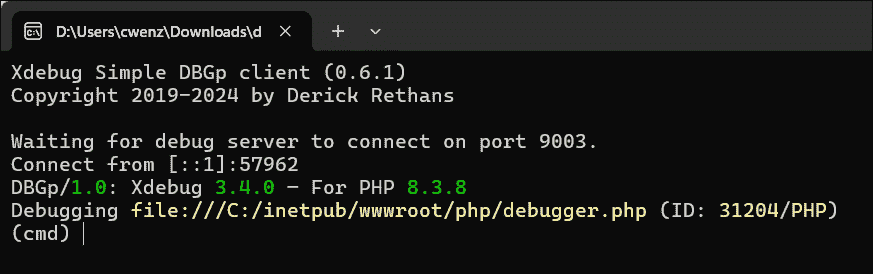 D:\Users\cwenz\Downloads\d
Xdebug Simple DBGp client (0.6.1)
Copyright 2019-2024 by Derick Rethans
Waiting for debug server to connect on port 9003.
Connect from [::1]:57962
DBGp/1.0: Xdebug 3.4.0 — For PHP 8.3.8
Debugging file:///C:/inetpub/wwwroot/php/debugger.php (ID: 31204/PHP)
(cmd)